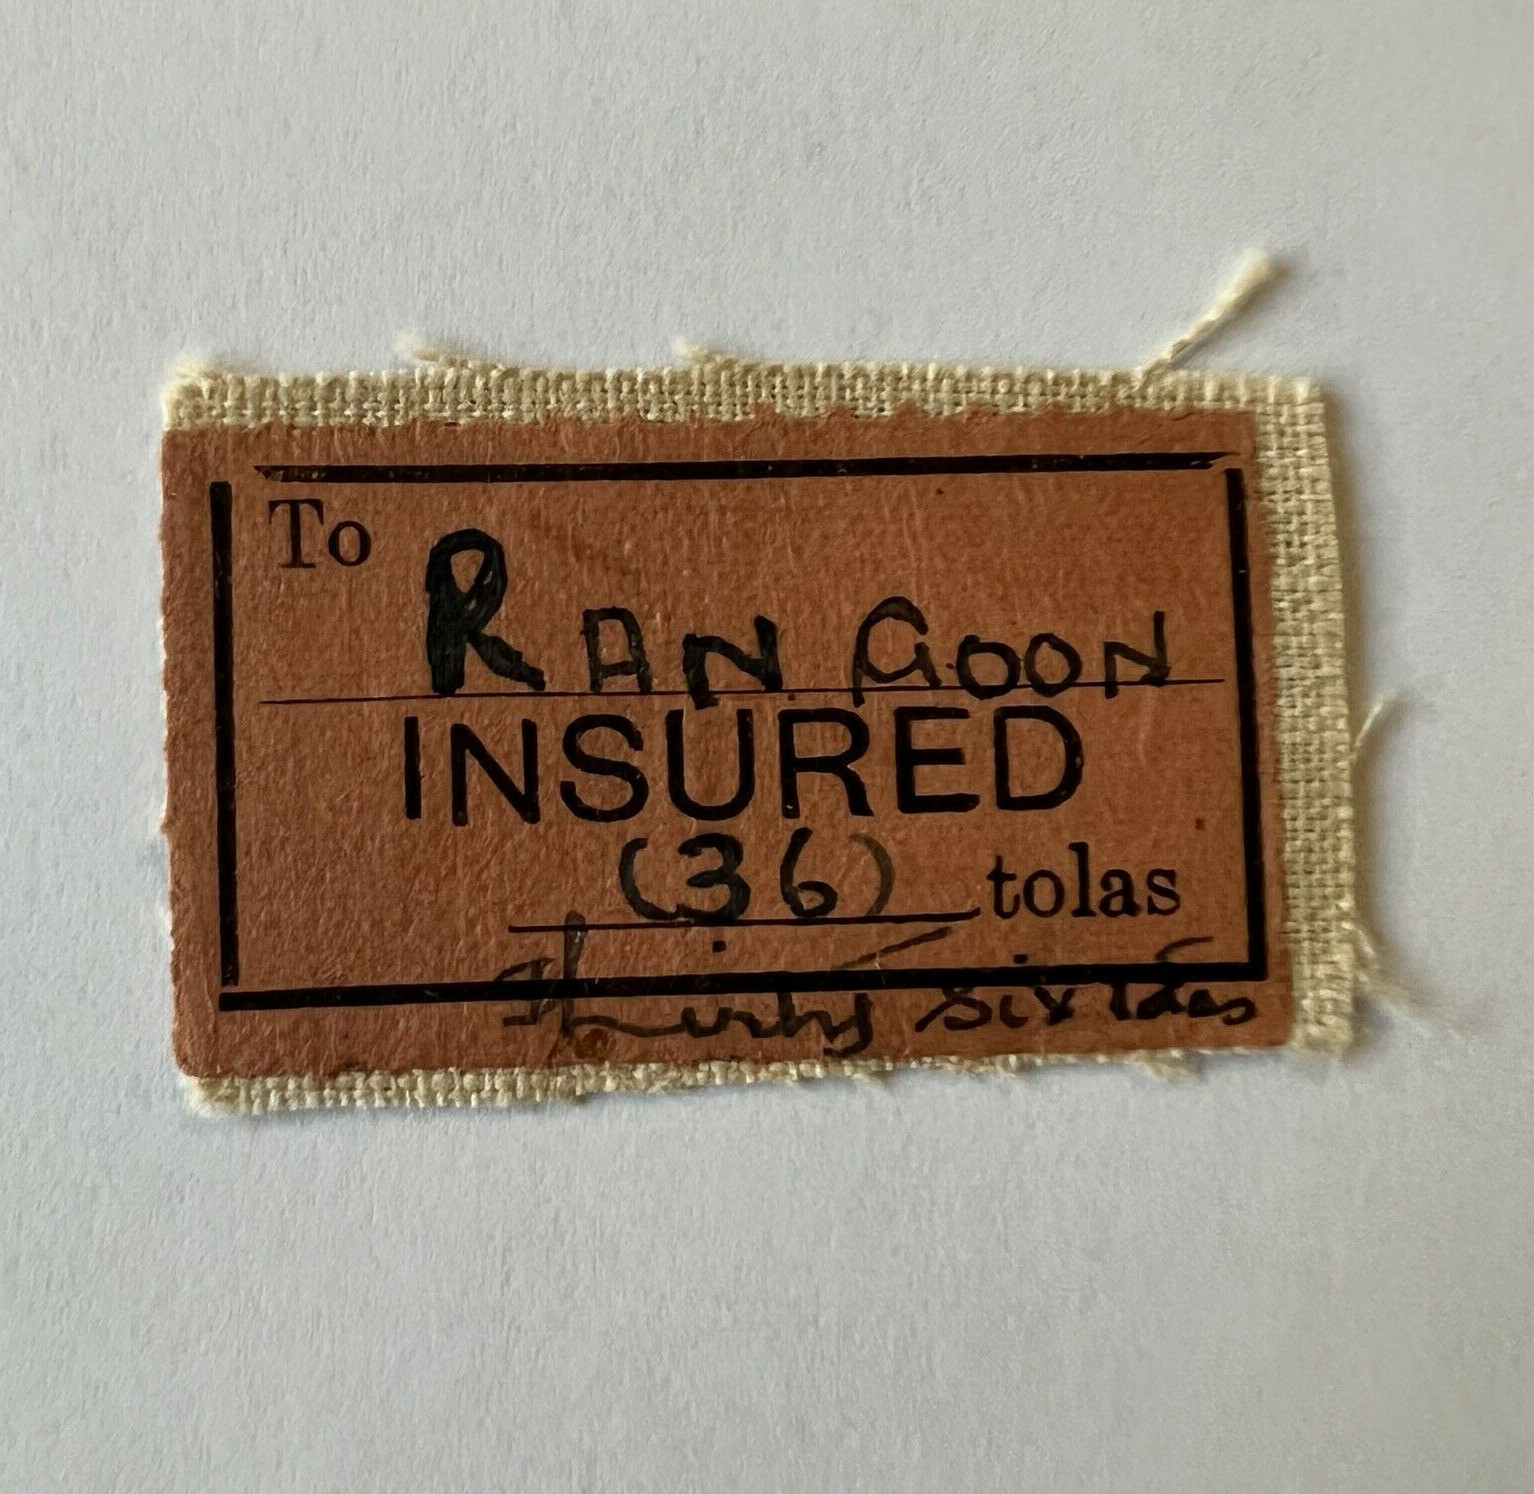 To RANGOON
INSURED
(36) tolas
Thirty six tolas